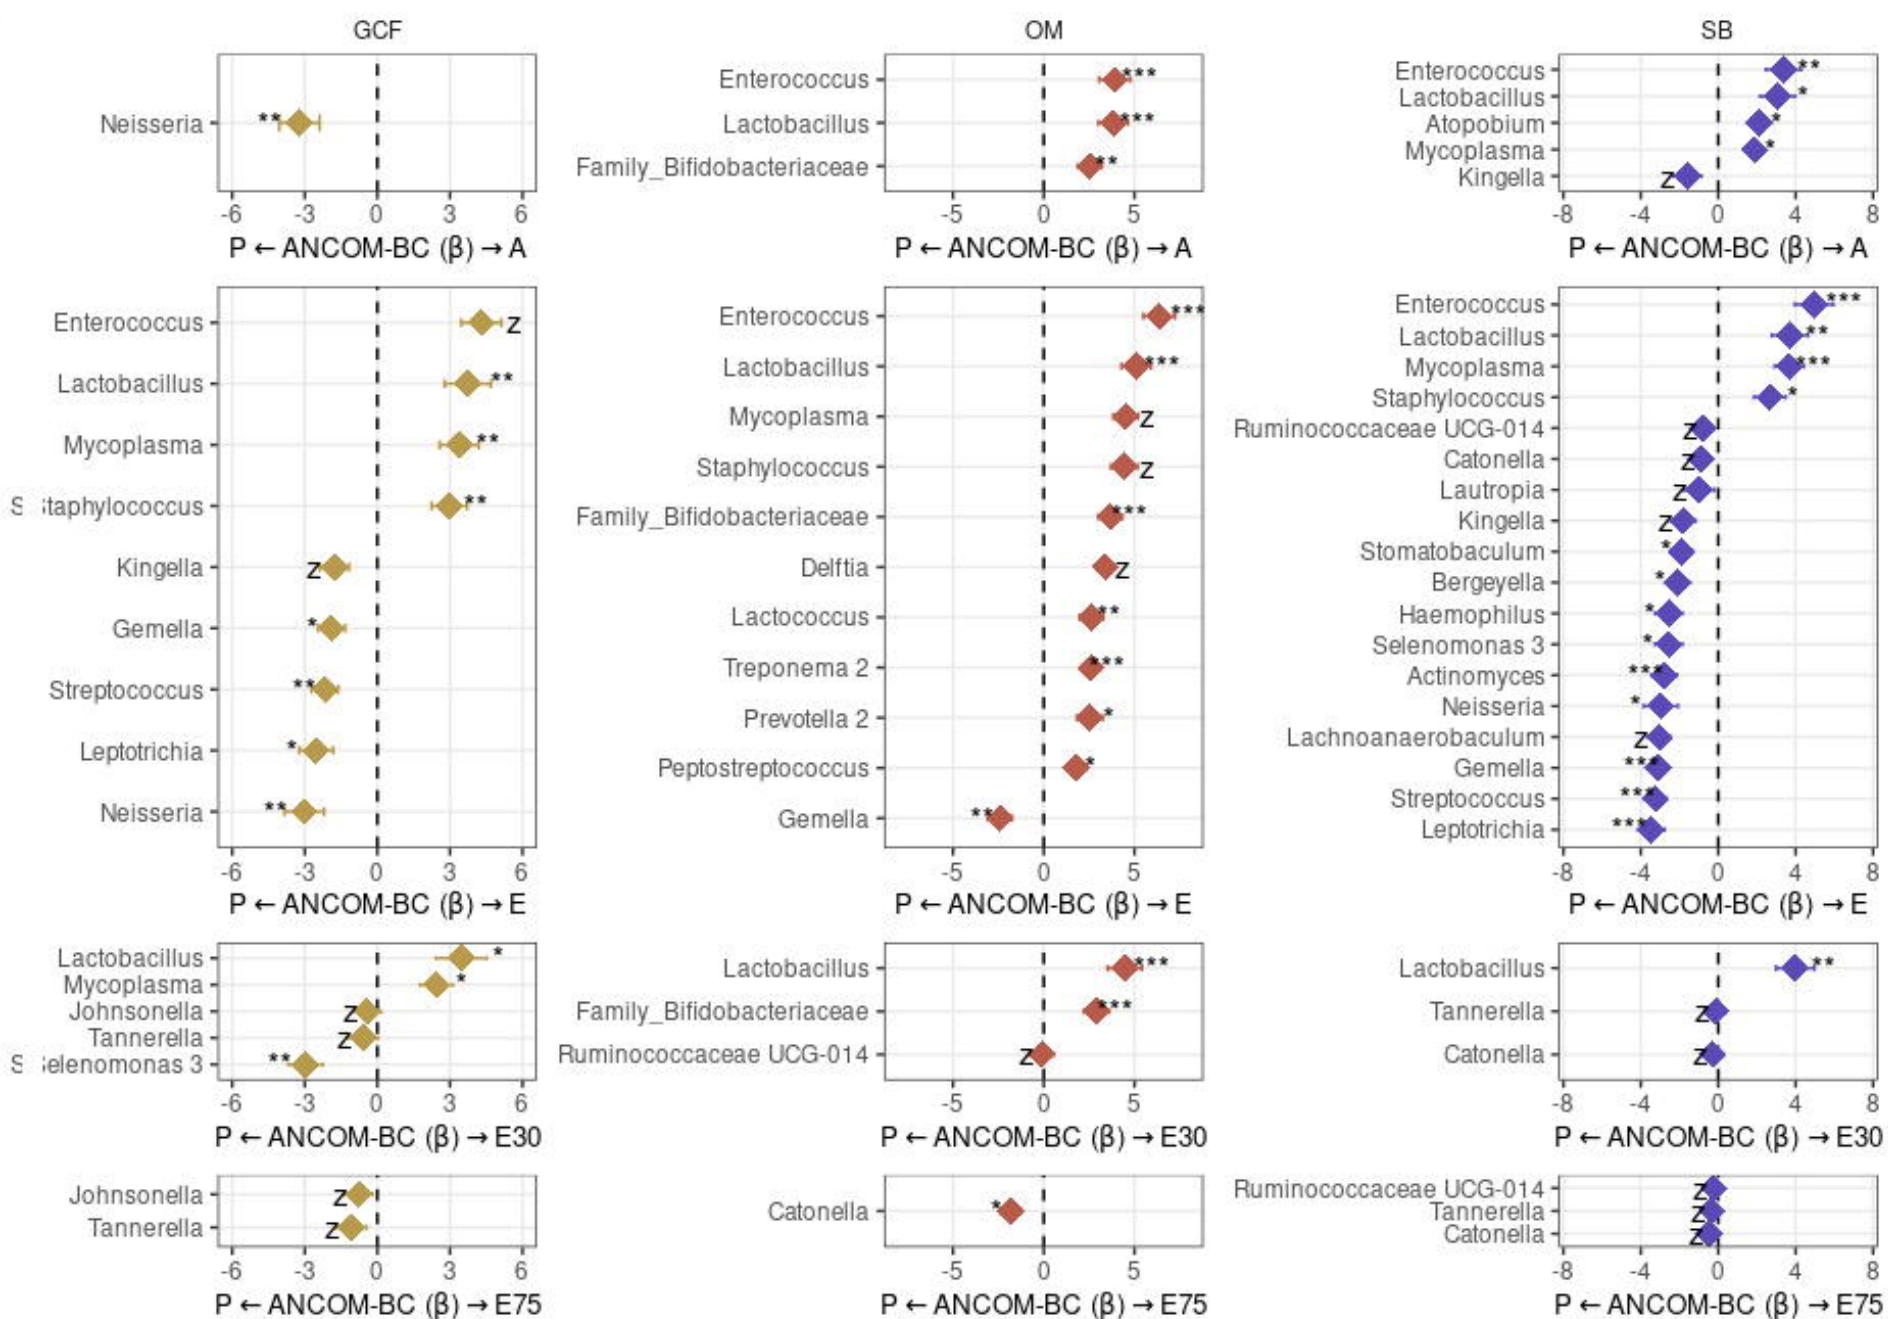 GCF
Neisseria
**
-6 -3 0 3 6
P ← ANCOM-BC (β) → A
OM
Enterococcus ***
Lactobacillus ***
Family_Bifidobacteriaceae **
-5 0 5
P ← ANCOM-BC (β) → A
SB
Enterococcus **
Lactobacillus *
Atopobium *
Mycoplasma *
Kingella z
-8 -4 0 4 8
P ← ANCOM-BC (β) → A
Enterococcus z
Lactobacillus **
Mycoplasma **
S Staphylococcus **
Kingella z
Gemella *
Streptococcus **
Leptotrichia *
Neisseria **
-6 -3 0 3 6
P ← ANCOM-BC (β) → E
Enterococcus ***
Lactobacillus ***
Mycoplasma z
Staphylococcus z
Family_Bifidobacteriaceae ***
Delftia z
Lactococcus **
Treponema 2 ***
Prevotella 2 *
Peptostreptococcus *
Gemella **
-5 0 5
P ← ANCOM-BC (β) → E
Enterococcus ***
Lactobacillus **
Mycoplasma ***
Staphylococcus *
Ruminococcaceae UCG-014 z
Catonella z
Lautropia z
Kingella z
Stomatobaculum *
Bergeyella *
Haemophilus *
Selenomonas 3 *
Actinomyces ***
Neisseria *
Lachnoanaerobaculum z
Gemella ***
Streptococcus ***
Leptotrichia ***
-8 -4 0 4 8
P ← ANCOM-BC (β) → E
Lactobacillus *
Mycoplasma *
Johnsonella z
Tannerella z
S Selenomonas 3 **
-6 -3 0 3 6
P ← ANCOM-BC (β) → E30
Lactobacillus ***
Family_Bifidobacteriaceae ***
Ruminococcaceae UCG-014 z
-5 0 5
P ← ANCOM-BC (β) → E30
Lactobacillus **
Tannerella z
Catonella z
-8 -4 0 4 8
P ← ANCOM-BC (β) → E30
Johnsonella z
Tannerella z
-6 -3 0 3 6
P ← ANCOM-BC (β) → E75
Catonella *
-5 0 5
P ← ANCOM-BC (β) → E75
Ruminococcaceae UCG-014 z
Tannerella z
Catonella z
-8 -4 0 4 8
P ← ANCOM-BC (β) → E75